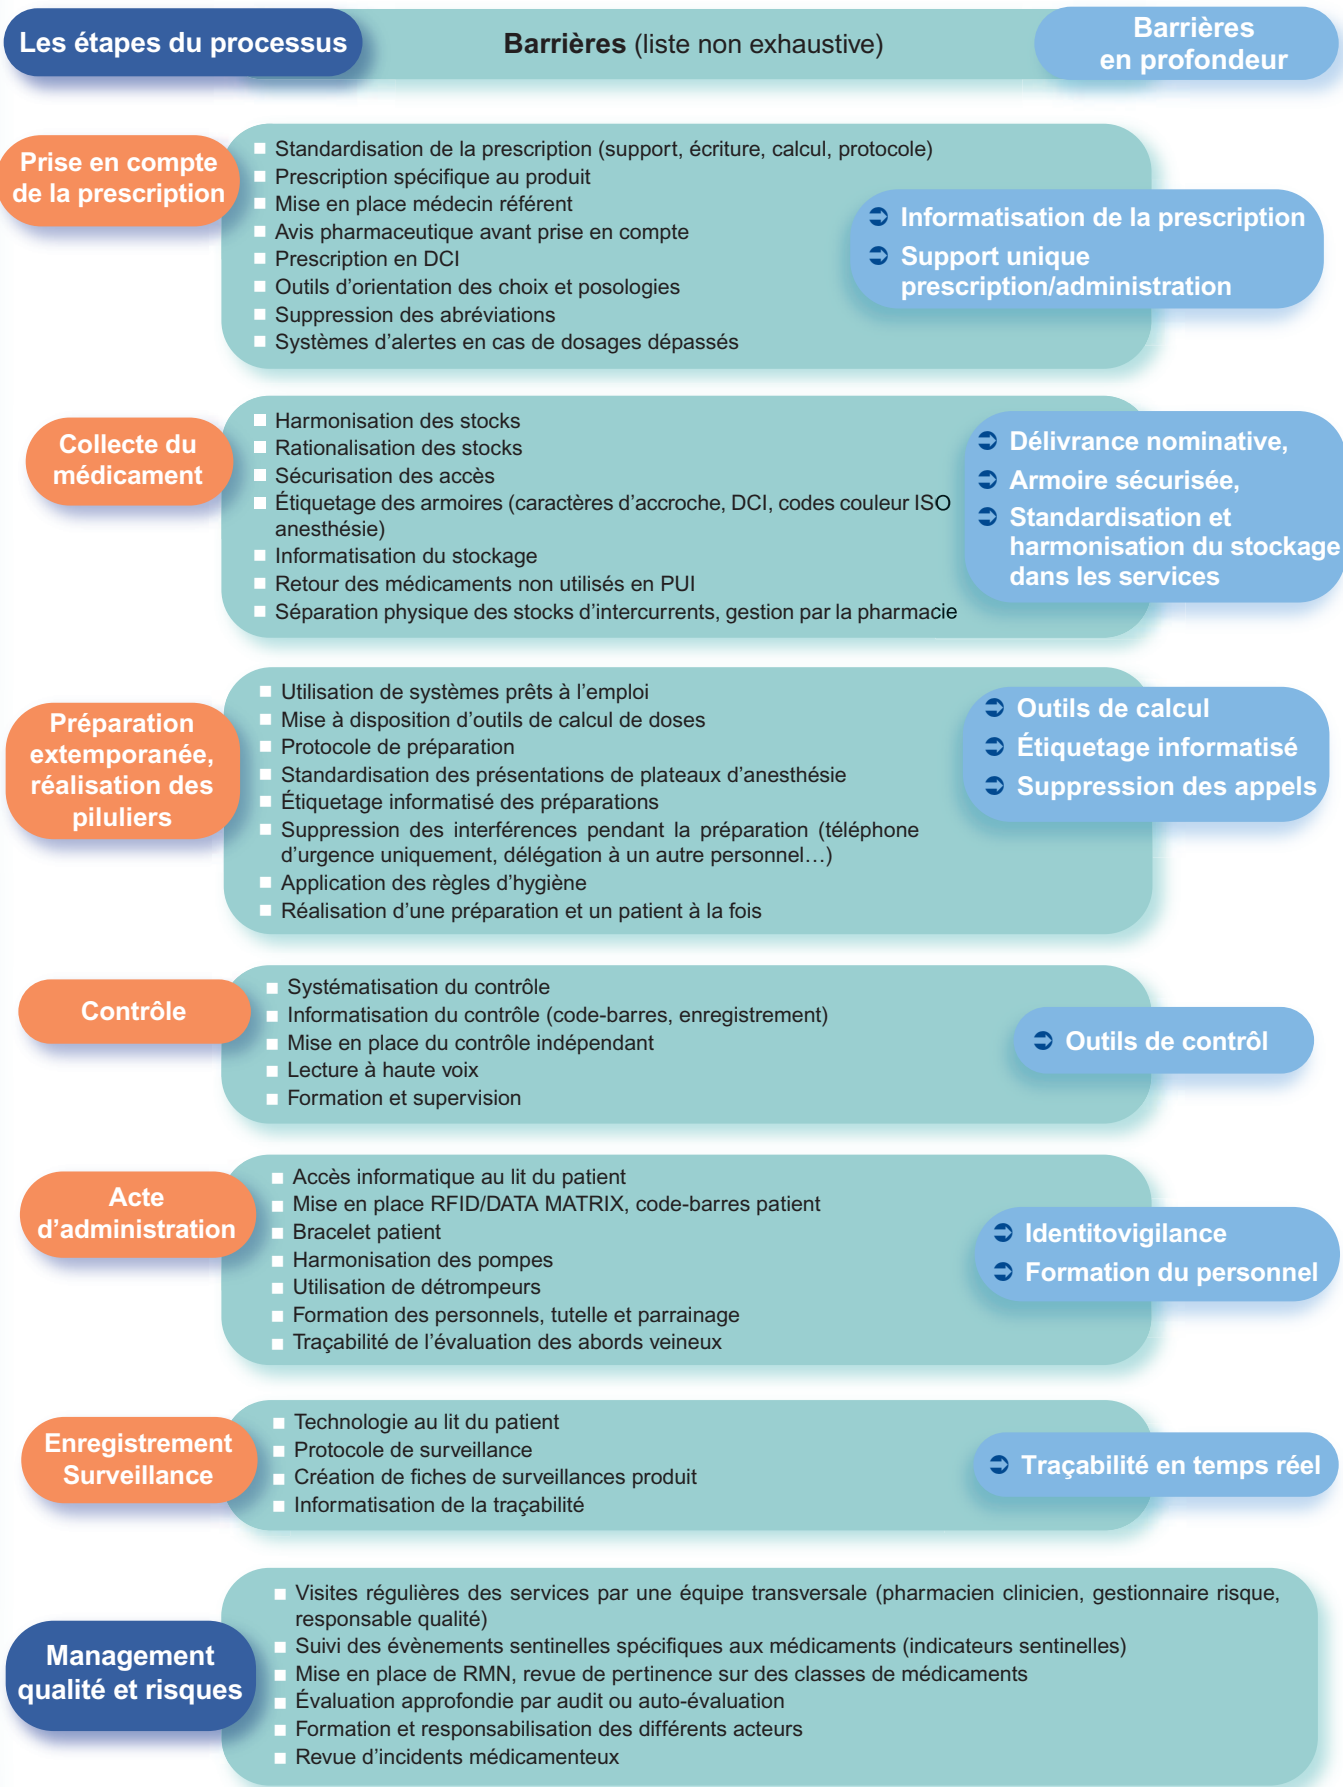 Les étapes du processus
Barrières (liste non exhaustive)
Barrières
en profondeur
Prise en compte
de la prescription
Standardisation de la prescription (support, écriture, calcul, protocole)
Prescription spécifique au produit
Mise en place médecin référent
Avis pharmaceutique avant prise en compte
Prescription en DCI
Outils d'orientation des choix et posologies
Suppression des abréviations
Systèmes d'alertes en cas de dosages dépassés
Informatisation de la prescription
Support unique
prescription/administration
Collecte du
médicament
Harmonisation des stocks
Rationalisation des stocks
Sécurisation des accès
Étiquetage des armoires (caractères d'accroche, DCI, codes couleur ISO
anesthésie)
Informatisation du stockage
Retour des médicaments non utilisés en PUI
Séparation physique des stocks d'intercurrents, gestion par la pharmacie
Délivrance nominative,
Armoire sécurisée,
Standardisation et
harmonisation du stockage
dans les services
Préparation
extemporanée,
réalisation des
piluliers
Utilisation de systèmes prêts à l'emploi
Mise à disposition d'outils de calcul de doses
Protocole de préparation
Standardisation des présentations de plateaux d'anesthésie
Étiquetage informatisé des préparations
Suppression des interférences pendant la préparation (téléphone
d'urgence uniquement, délégation à un autre personnel…)
Application des règles d'hygiène
Réalisation d'une préparation et un patient à la fois
Outils de calcul
Étiquetage informatisé
Suppression des appels
Contrôle
Systématisation du contrôle
Informatisation du contrôle (code-barres, enregistrement)
Mise en place du contrôle indépendant
Lecture à haute voix
Formation et supervision
Outils de contrôl
Acte
d'administration
Accès informatique au lit du patient
Mise en place RFID/DATA MATRIX, code-barres patient
Bracelet patient
Harmonisation des pompes
Utilisation de détrompeurs
Formation des personnels, tutelle et parrainage
Traçabilité de l'évaluation des abords veineux
Identitovigilance
Formation du personnel
Enregistrement
Surveillance
Technologie au lit du patient
Protocole de surveillance
Création de fiches de surveillances produit
Informatisation de la traçabilité
Traçabilité en temps réel
Management
qualité et risques
Visites régulières des services par une équipe transversale (pharmacien clinicien, gestionnaire risque,
responsable qualité)
Suivi des évènements sentinelles spécifiques aux médicaments (indicateurs sentinelles)
Mise en place de RMN, revue de pertinence sur des classes de médicaments
Évaluation approfondie par audit ou auto-évaluation
Formation et responsabilisation des différents acteurs
Revue d'incidents médicamenteux